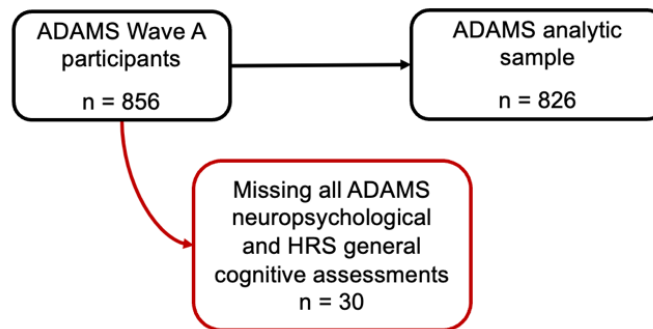 ADAMS Wave A
participants
n = 856
ADAMS analytic
sample
n = 826
Missing all ADAMS
neuropsychological
and HRS general
cognitive assessments
n = 30